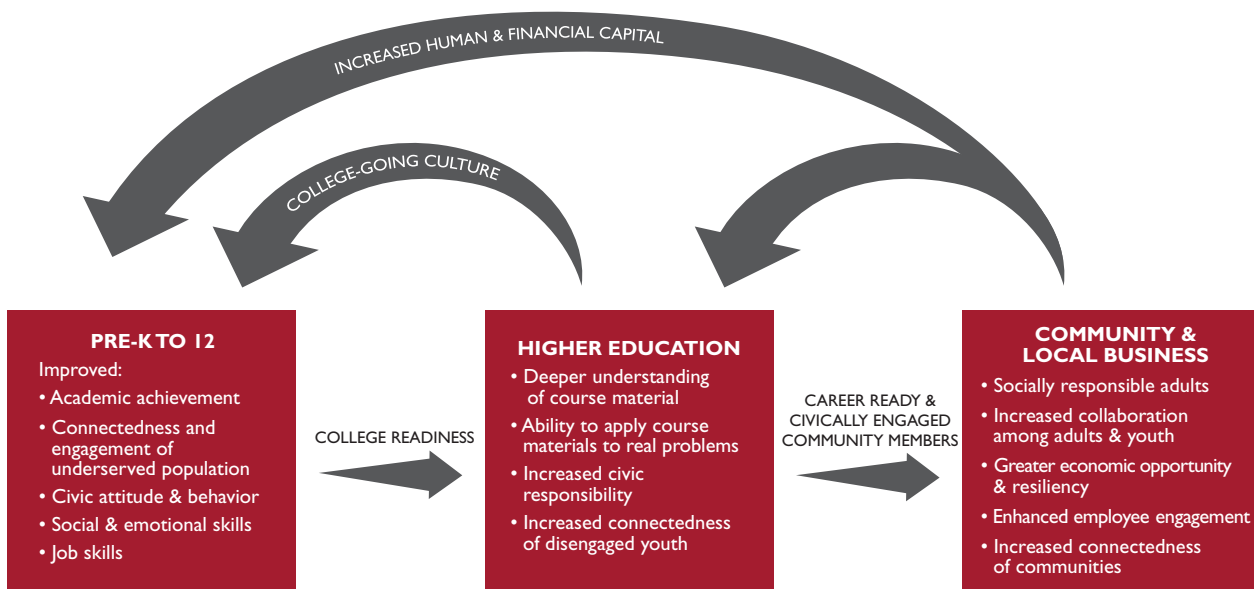 INCREASED HUMAN & FINANCIAL CAPITAL
COLLEGE-GOING CULTURE
PRE-K TO 12
Improved:
• Academic achievement
• Connectedness and
engagement of
underserved population
• Civic attitude & behavior
• Social & emotional skills
• Job skills
COLLEGE READINESS
HIGHER EDUCATION
• Deeper understanding
of course material
• Ability to apply course
materials to real problems
• Increased civic
responsibility
• Increased connectedness
of disengaged youth
CAREER READY &
CIVICALLY ENGAGED
COMMUNITY MEMBERS
COMMUNITY &
LOCAL BUSINESS
• Socially responsible adults
• Increased collaboration
among adults & youth
• Greater economic opportunity
& resiliency
• Enhanced employee engagement
• Increased connectedness
of communities